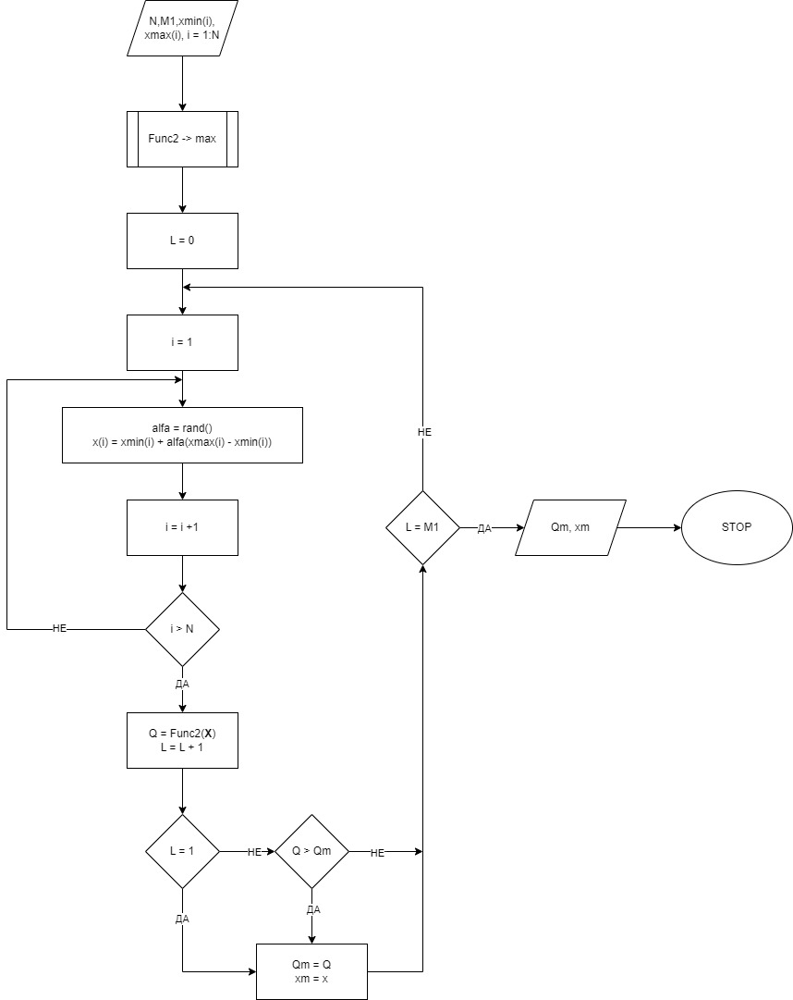 N,M1,xmin(i),
xmax(i), i = 1:N
Func2 -> max
L = 0
i = 1
alfa = rand()
x(i) = xmin(i) + alfa(xmax(i) - xmin(i))
НЕ
i = i +1
L = M1
ДА
Qm, xm
STOP
i > N
НЕ
ДА
Q = Func2(X)
L = L + 1
L = 1
НЕ
Q > Qm
НЕ
ДА
ДА
Qm = Q
xm = x